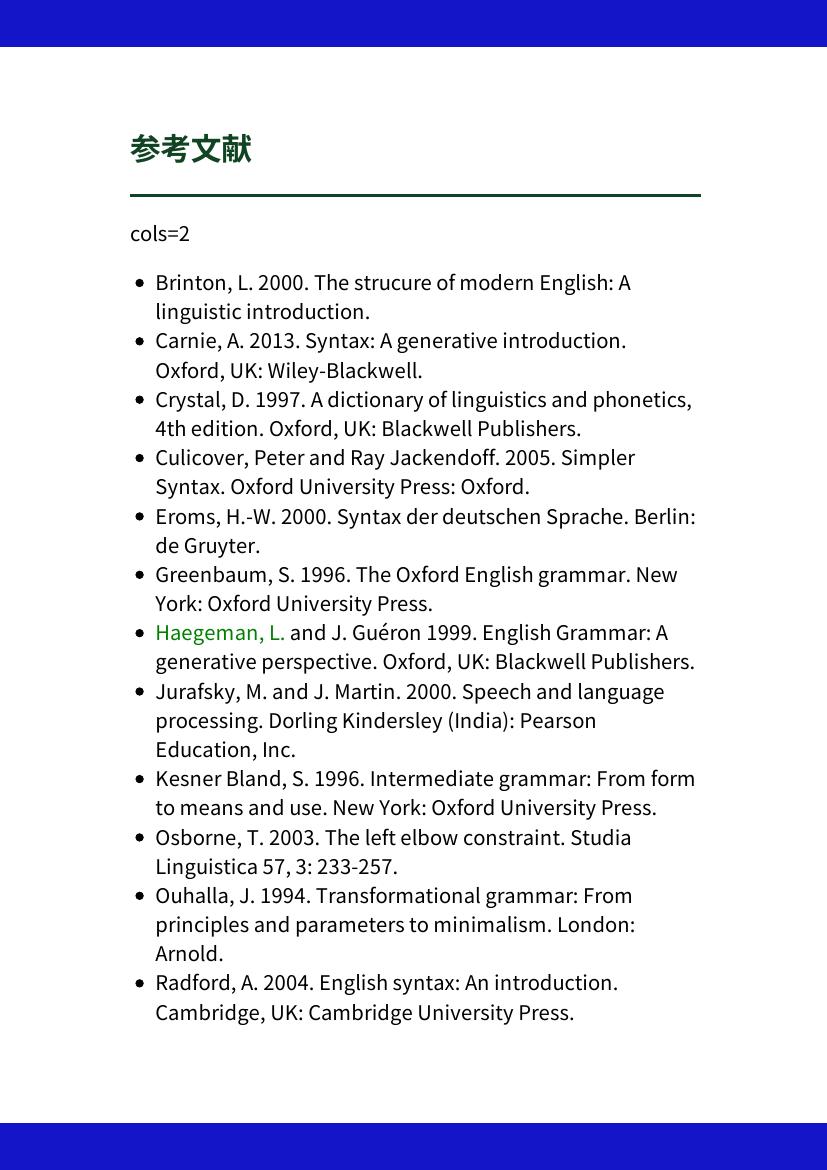 参考文献
cols=2
Brinton, L. 2000. The strucure of modern English: A
linguistic introduction.
Carnie, A. 2013. Syntax: A generative introduction.
Oxford, UK: Wiley-Blackwell.
Crystal, D. 1997. A dictionary of linguistics and phonetics,
4th edition. Oxford, UK: Blackwell Publishers.
Culicover, Peter and Ray Jackendoff. 2005. Simpler
Syntax. Oxford University Press: Oxford.
Eroms, H.-W. 2000. Syntax der deutschen Sprache. Berlin:
de Gruyter.
Greenbaum, S. 1996. The Oxford English grammar. New
York: Oxford University Press.
Haegeman, L. and J. Guéron 1999. English Grammar: A
generative perspective. Oxford, UK: Blackwell Publishers.
Jurafsky, M. and J. Martin. 2000. Speech and language
processing. Dorling Kindersley (India): Pearson
Education, Inc.
Kesner Bland, S. 1996. Intermediate grammar: From form
to means and use. New York: Oxford University Press.
Osborne, T. 2003. The left elbow constraint. Studia
Linguistica 57, 3: 233-257.
Ouhalla, J. 1994. Transformational grammar: From
principles and parameters to minimalism. London:
Arnold.
Radford, A. 2004. English syntax: An introduction.
Cambridge, UK: Cambridge University Press.